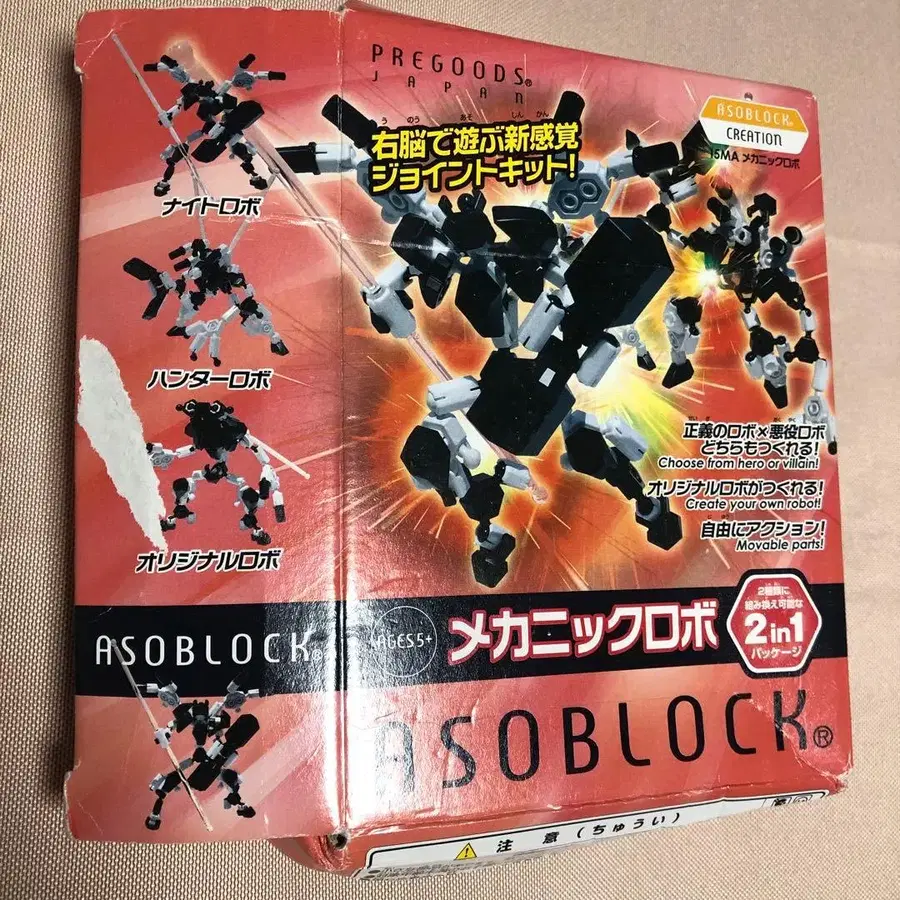 ナイトロボ
ハンターロボ
オリジナルロボ
ASOBLOCK®
PREGOODS®
JAPAN
右脳で遊ぶ新感覚
ジョイントキット!
ASOBLOCK®
CREATION
15MA メカニックロボ
正義のロボ×悪役ロボ
どちらもつくれる!
Choose from hero or villain!
オリジナルロボがつくれる!
Create your own robot!
自由にアクション!
Movable parts!
AGES5+
メカニックロボ
2種類に
組み換え可能な
2in1
パッケージ
ASOBLOCK®
注意(ちゅうい)